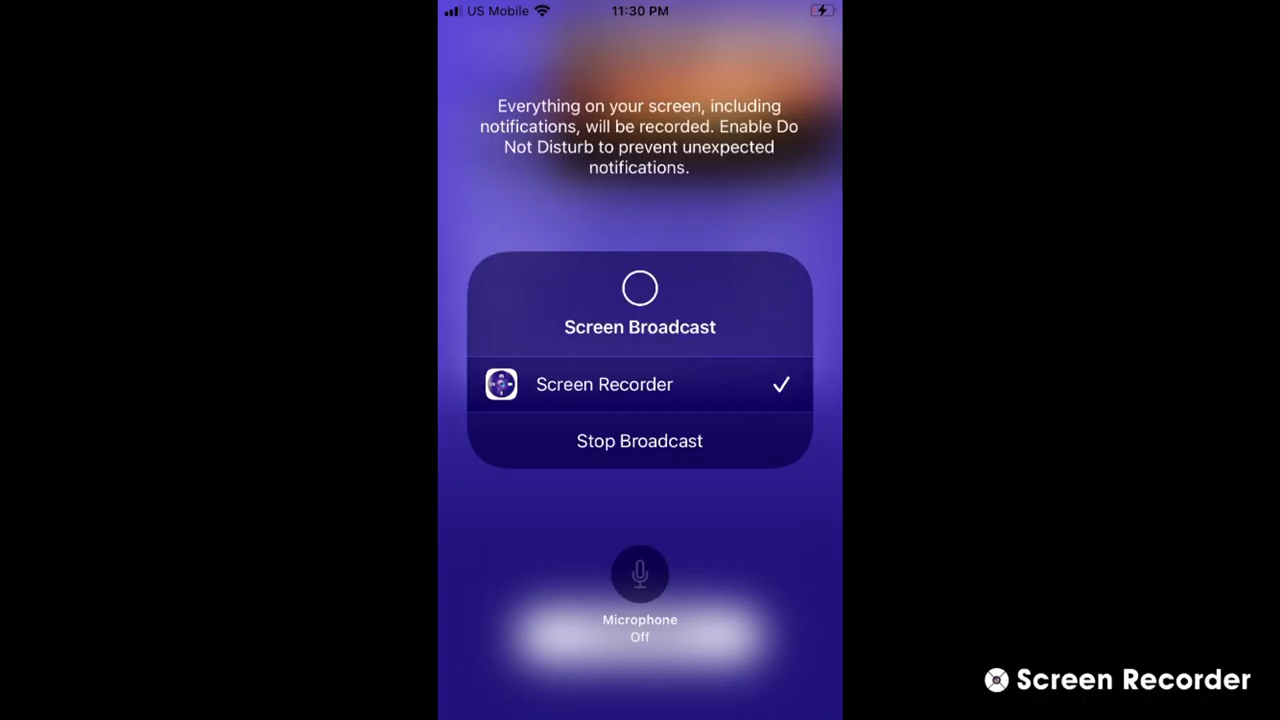 US Mobile
11:30 PM
Everything on your screen, including
notifications, will be recorded. Enable Do
Not Disturb to prevent unexpected
notifications.
Screen Broadcast
Screen Recorder
Stop Broadcast
Microphone
Off
Screen Recorder